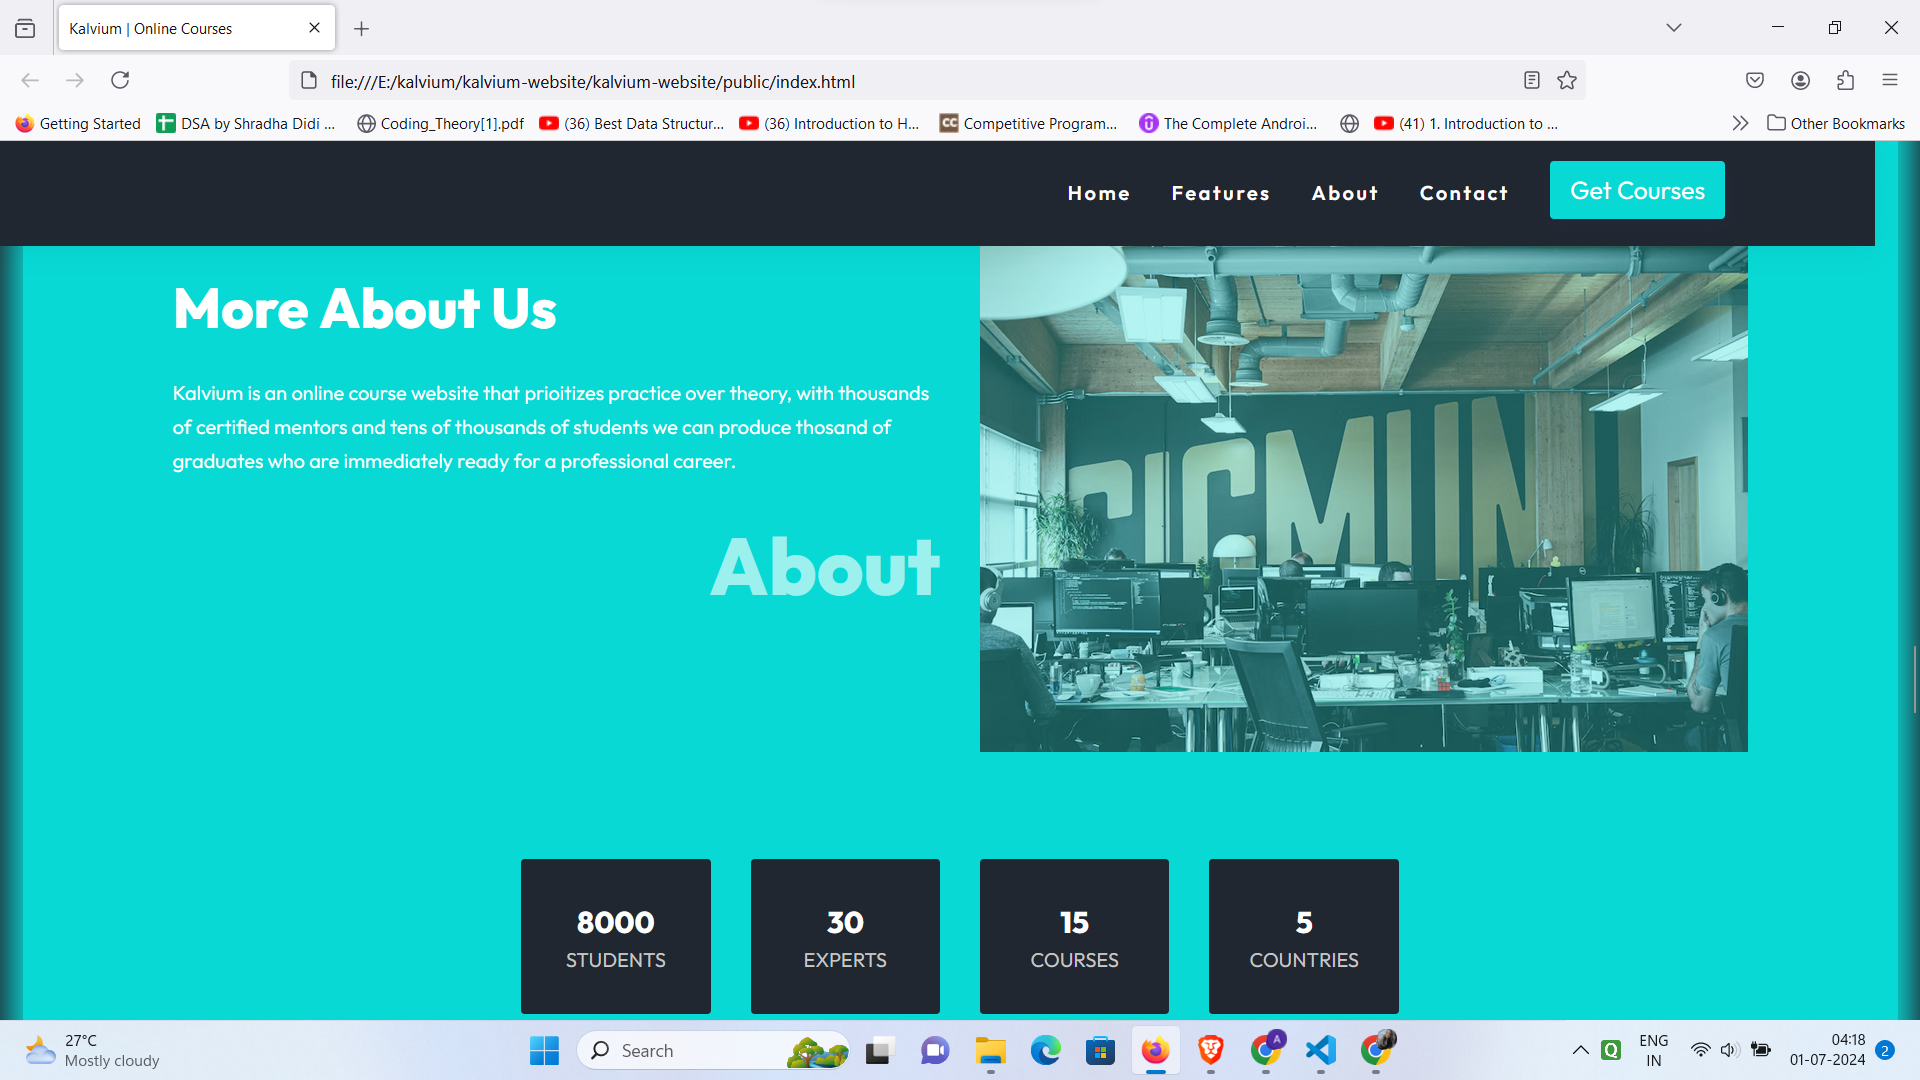 Kalvium | Online Courses
file:///E:/kalvium/kalvium-website/kalvium-website/public/index.html
Getting Started
DSA by Shradha Didi ...
Coding_Theory[1].pdf
(36) Best Data Structur...
(36) Introduction to H...
CC Competitive Program...
The Complete Androi...
(41) 1. Introduction to ...
Other Bookmarks
Home
Features
About
Contact
Get Courses
More About Us
Kalvium is an online course website that prioitizes practice over theory, with thousands
of certified mentors and tens of thousands of students we can produce thosand of
graduates who are immediately ready for a professional career.
About
8000
STUDENTS
30
EXPERTS
15
COURSES
5
COUNTRIES
27°C
Mostly cloudy
Search
A
ENG
IN
04:18
01-07-2024
2